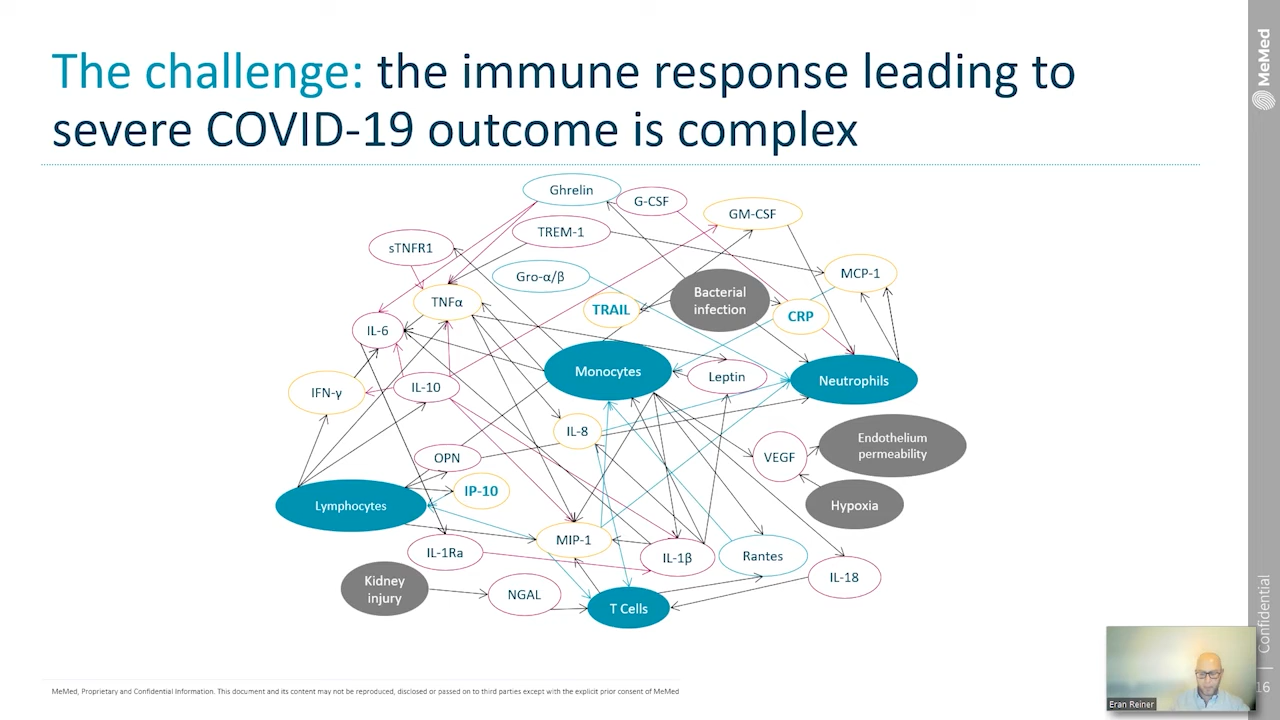 The challenge: the immune response leading to
severe COVID-19 outcome is complex
MeMed
Ghrelin
G-CSF
GM-CSF
TREM-1
sTNFR1
Gro-α/β
MCP-1
Bacterial
infection
TNFα
TRAIL
CRP
IL-6
Monocytes
Leptin
Neutrophils
IFN-γ
IL-10
IL-8
Endothelium
permeability
OPN
VEGF
IP-10
Lymphocytes
Hypoxia
MIP-1
IL-1Ra
IL-1β
Rantes
IL-18
Kidney
injury
NGAL
T Cells
MeMed, Proprietary and Confidential Information. This document and its content may not be reproduced, disclosed or passed on to third parties except with the explicit prior consent of MeMed
| Confidential
16
Eran Reiner